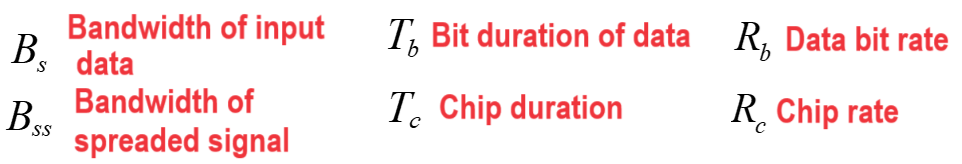 B_s Bandwidth of input data T_b Bit duration of data R_b Data bit rate
B_ss Bandwidth of spreaded signal T_c Chip duration R_c Chip rate